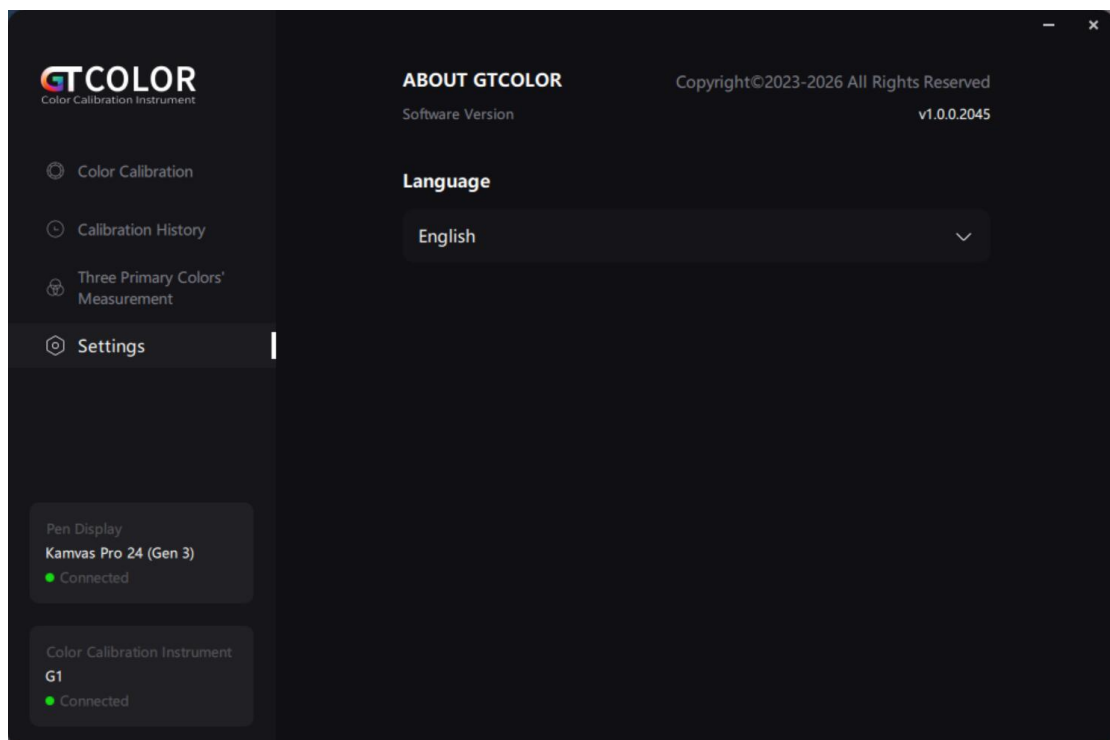 GTCOLOR
Color Calibration Instrument
Color Calibration
Calibration History
Three Primary Colors'
Measurement
Settings
Pen Display
Kamvas Pro 24 (Gen 3)
Connected
Color Calibration Instrument
G1
Connected
ABOUT GTCOLOR
Copyright©2023-2026 All Rights Reserved
Software Version
v1.0.0.2045
Language
English